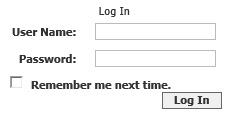 Log In
User Name:
Password:
Remember me next time.
Log In